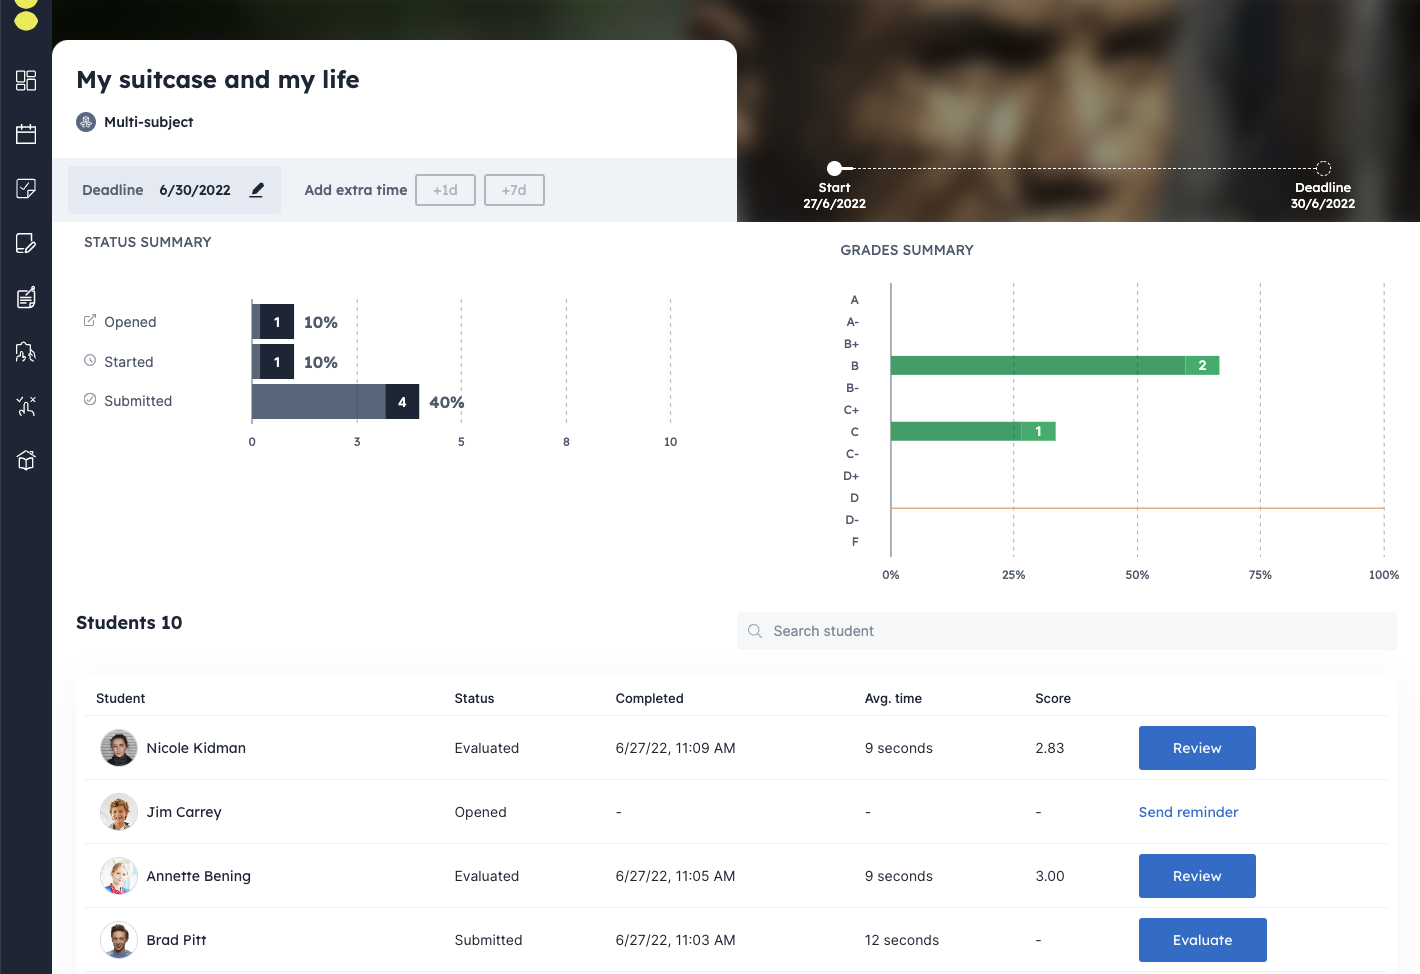 My suitcase and my life
Multi-subject
Deadline 6/30/2022 Add extra time +1d +7d
Start
27/6/2022
Deadline
30/6/2022
STATUS SUMMARY
Opened 1 10%
Started 1 10%
Submitted 4 40%
0 3 5 8 10
GRADES SUMMARY
A
A-
B+
B 2
B-
C+
C 1
C-
D+
D
D-
F
0% 25% 50% 75% 100%
Students 10
Search student
Student Status Completed Avg. time Score
Nicole Kidman Evaluated 6/27/22, 11:09 AM 9 seconds 2.83 Review
Jim Carrey Opened - - - Send reminder
Annette Bening Evaluated 6/27/22, 11:05 AM 9 seconds 3.00 Review
Brad Pitt Submitted 6/27/22, 11:03 AM 12 seconds - Evaluate